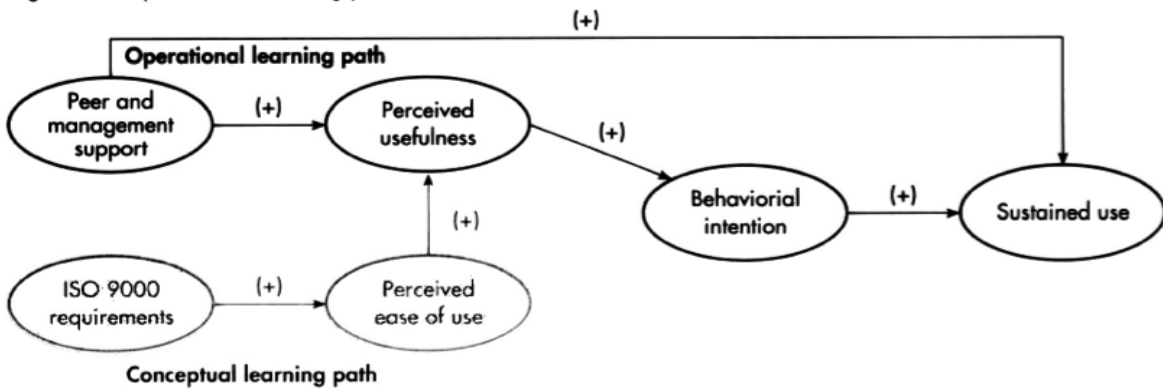 (+)
Operational learning path
Peer and
management
support
(+)
Perceived
usefulness
(+)
Behaviorial
intention
(+)
Sustained use
(+)
ISO 9000
requirements
(+)
Perceived
ease of use
Conceptual learning path